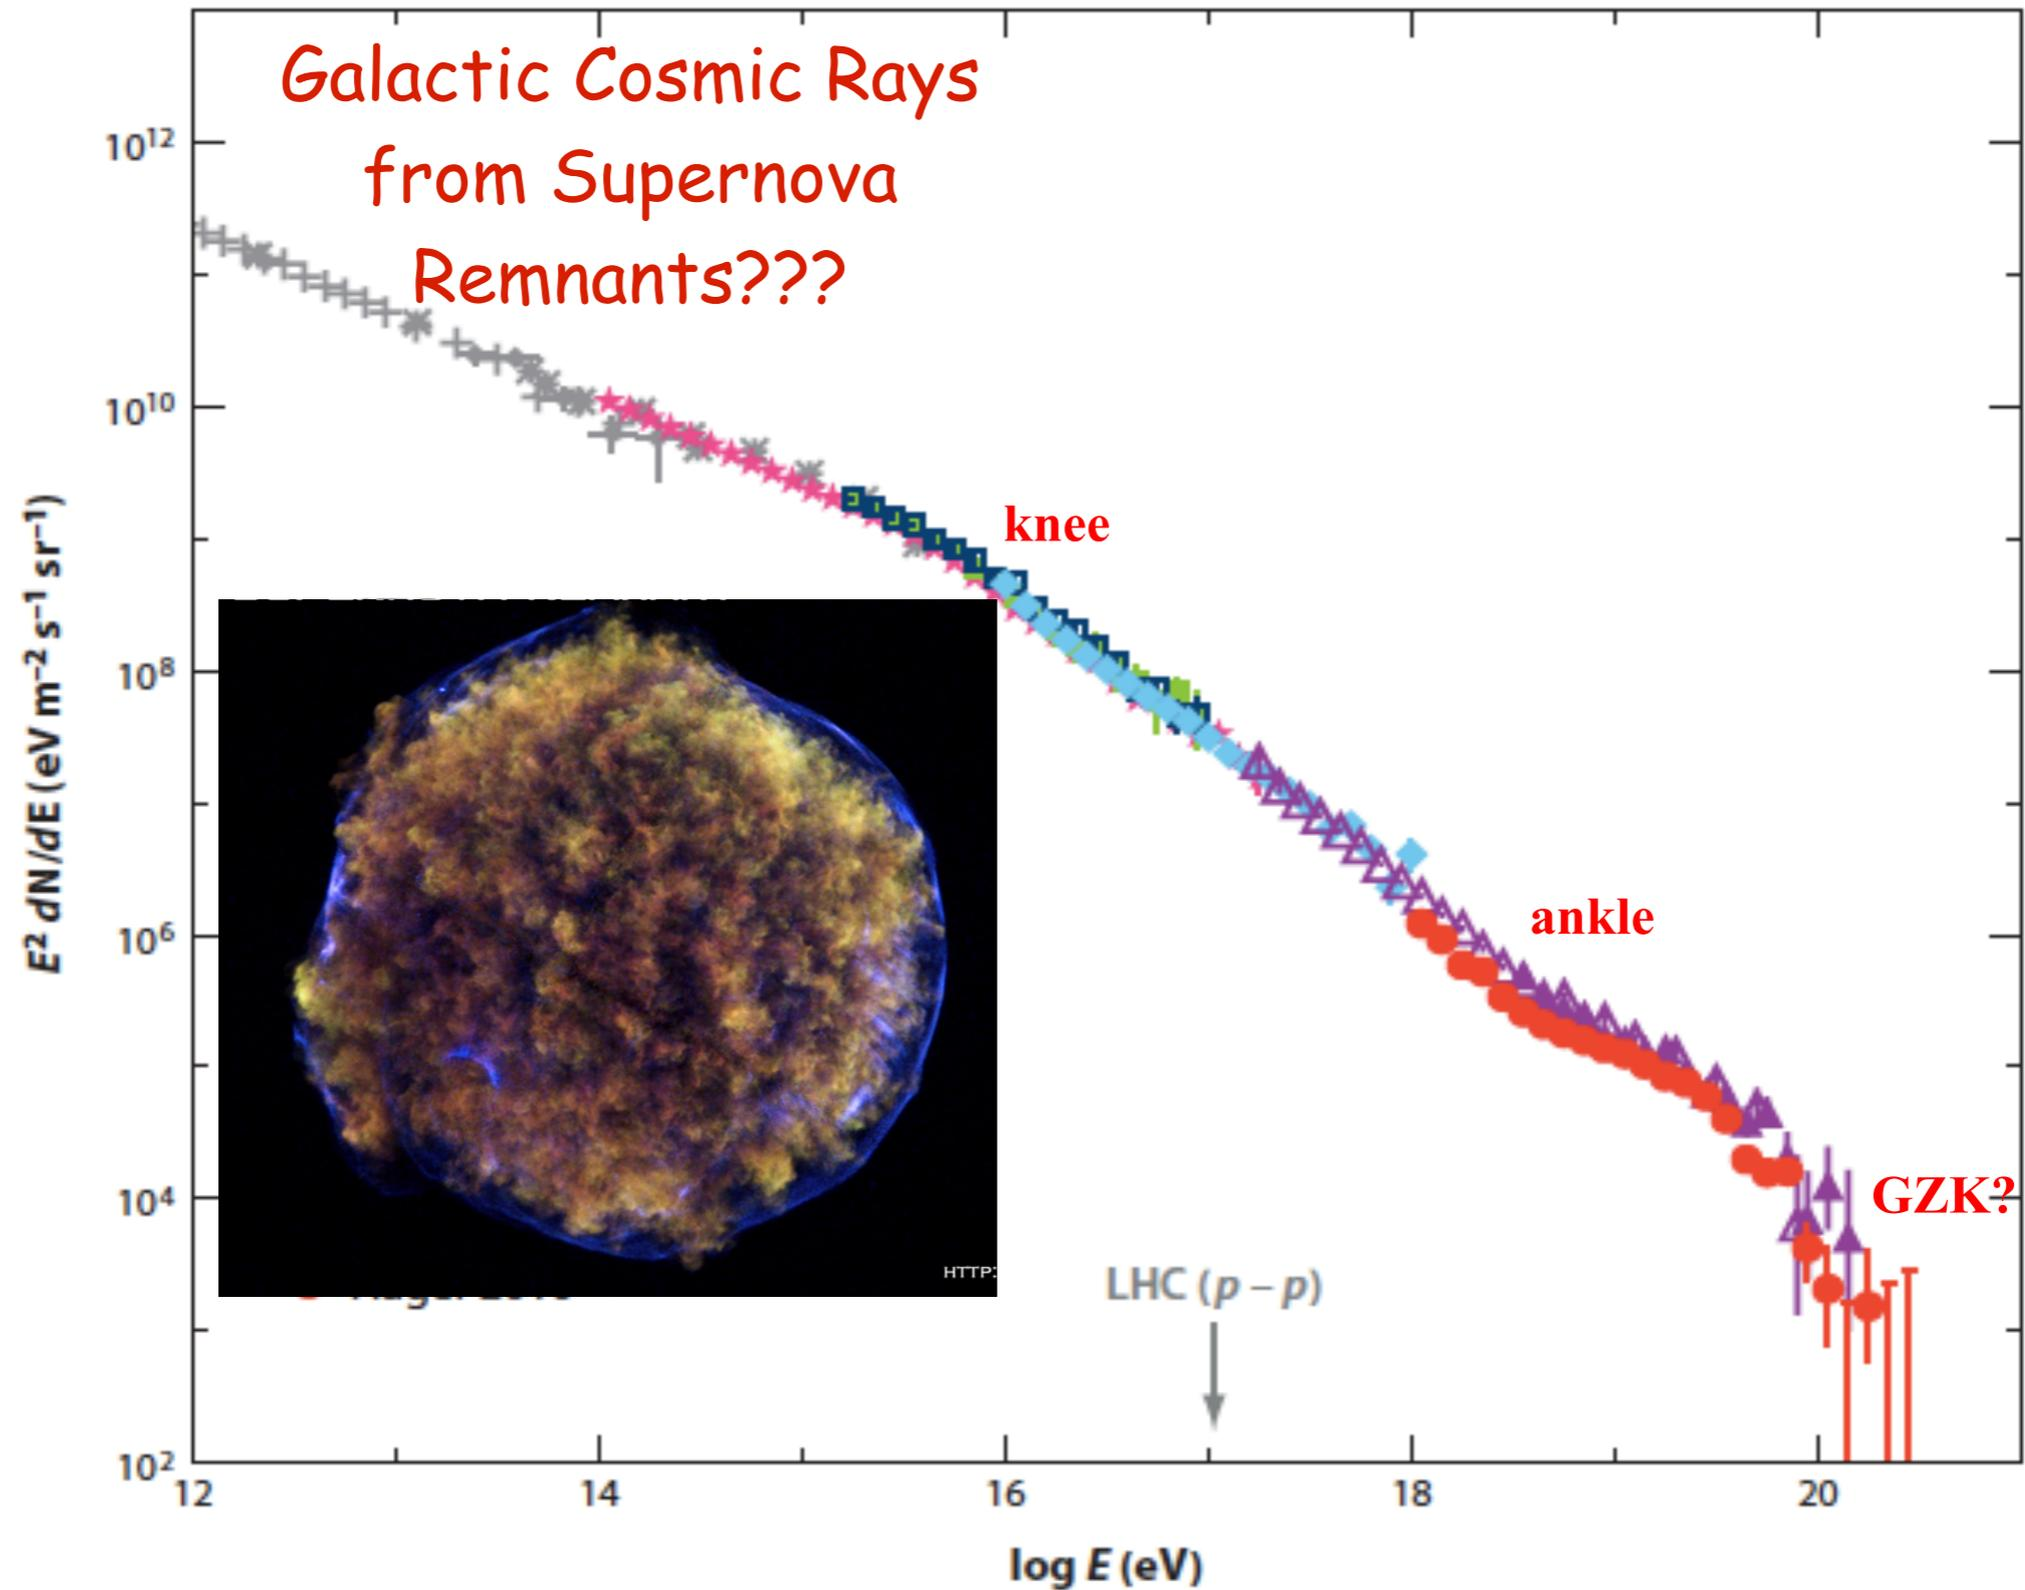 Galactic Cosmic Rays
from Supernova
Remnants???
10¹²
10¹⁰
10⁸
10⁶
10⁴
10²
E² dN/dE (eV m⁻² s⁻¹ sr⁻¹)
knee
ankle
GZK?
HTTP:
LHC (p – p)
12 14 16 18 20
log E (eV)